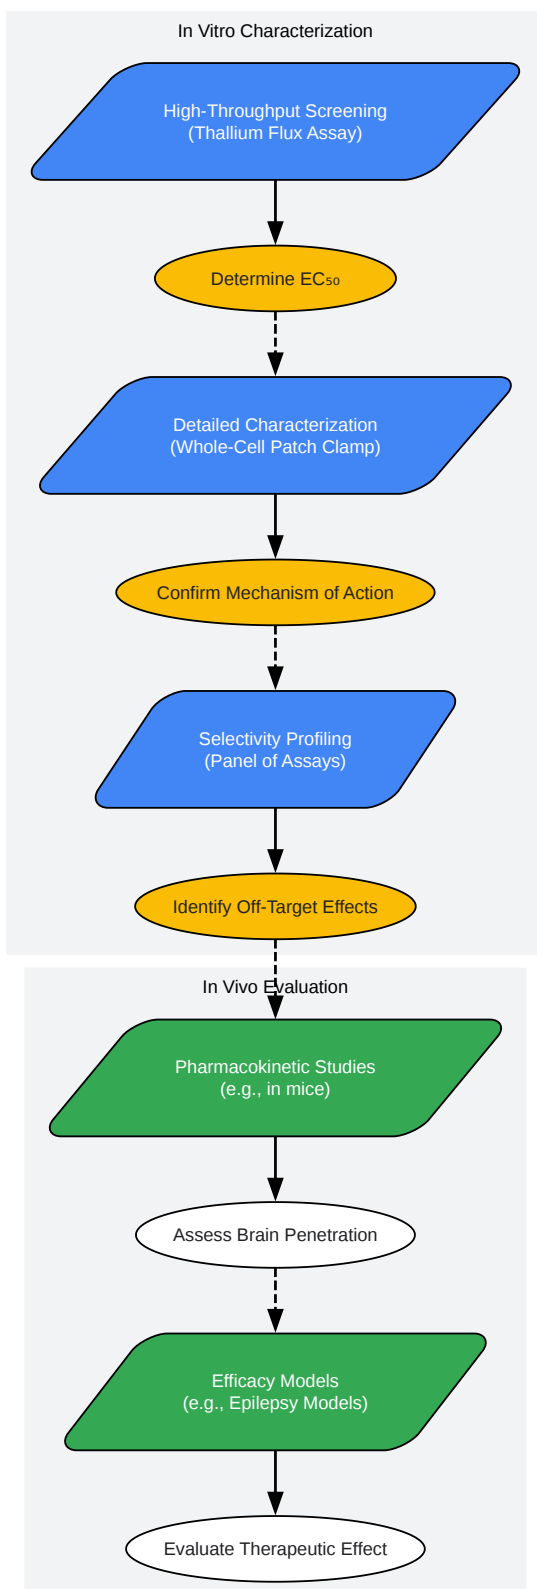 In Vitro Characterization
High-Throughput Screening
(Thallium Flux Assay)
Determine EC₅₀
Detailed Characterization
(Whole-Cell Patch Clamp)
Confirm Mechanism of Action
Selectivity Profiling
(Panel of Assays)
Identify Off-Target Effects
In Vivo Evaluation
Pharmacokinetic Studies
(e.g., in mice)
Assess Brain Penetration
Efficacy Models
(e.g., Epilepsy Models)
Evaluate Therapeutic Effect